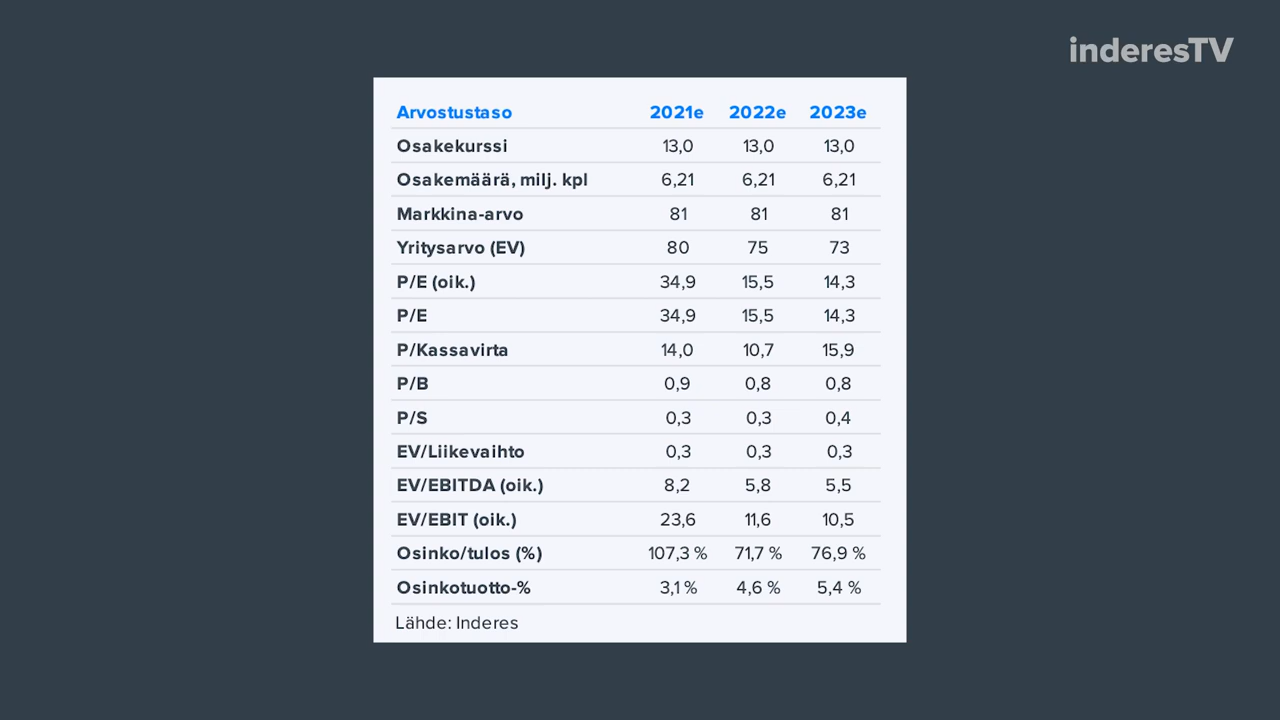 inderesTV
Arvostustaso 2021e 2022e 2023e
Osakekurssi 13,0 13,0 13,0
Osakemäärä, milj. kpl 6,21 6,21 6,21
Markkina-arvo 81 81 81
Yritysarvo (EV) 80 75 73
P/E (oik.) 34,9 15,5 14,3
P/E 34,9 15,5 14,3
P/Kassavirta 14,0 10,7 15,9
P/B 0,9 0,8 0,8
P/S 0,3 0,3 0,4
EV/Liikevaihto 0,3 0,3 0,3
EV/EBITDA (oik.) 8,2 5,8 5,5
EV/EBIT (oik.) 23,6 11,6 10,5
Osinko/tulos (%) 107,3 % 71,7 % 76,9 %
Osinkotuotto-% 3,1 % 4,6 % 5,4 %
Lähde: Inderes